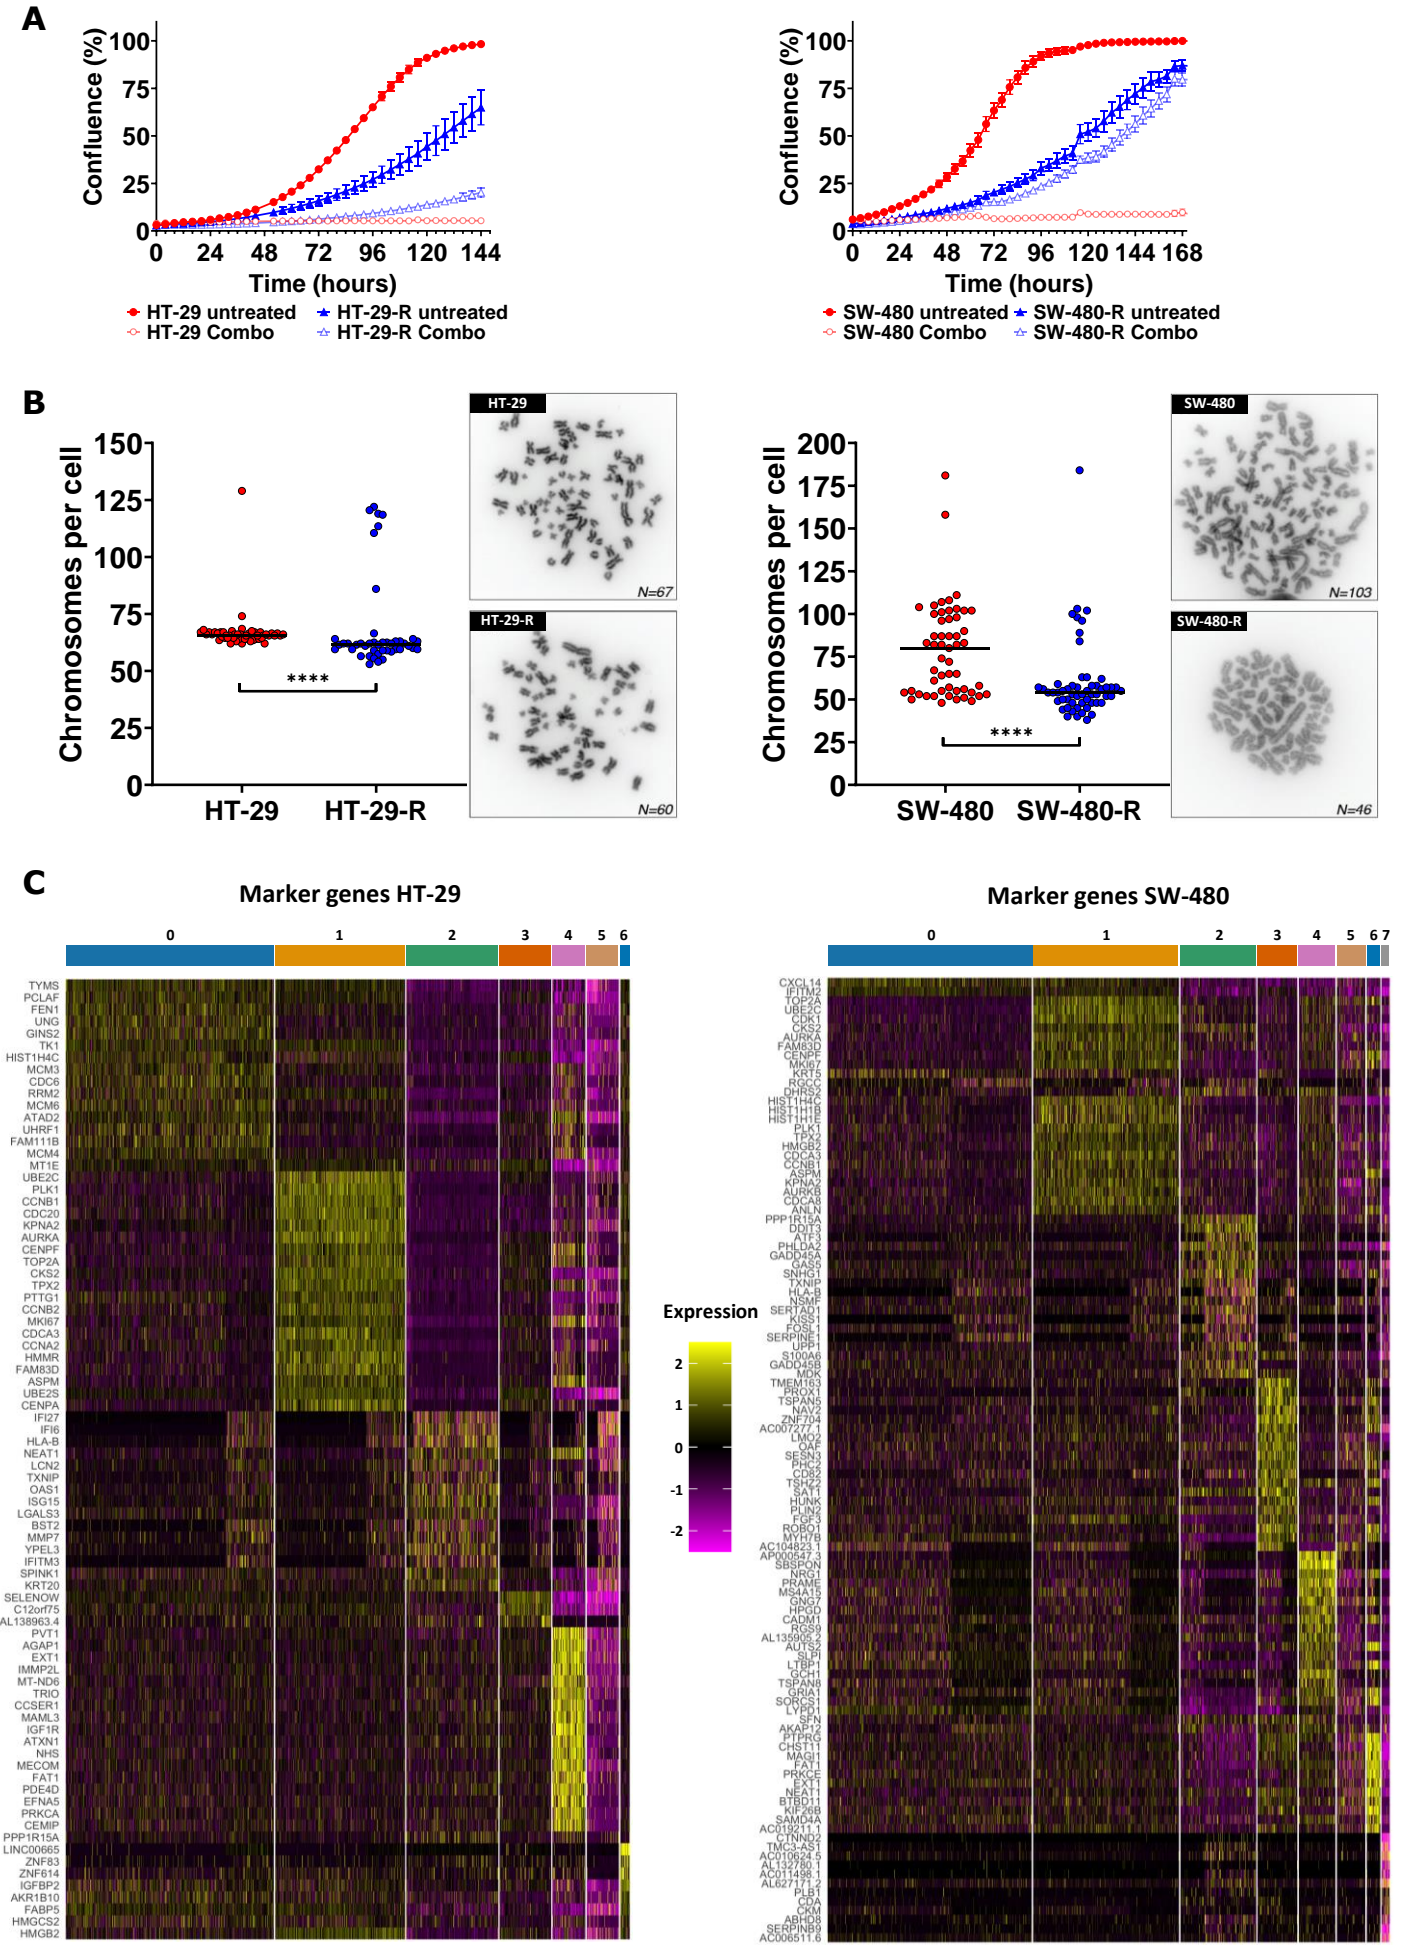 A
Confluence (%)
100
75
50
25
0
0 24 48 72 96 120 144
Time (hours)
HT-29 untreated HT-29-R untreated
HT-29 Combo HT-29-R Combo
Confluence (%)
100
75
50
25
0
0 24 48 72 96 120 144 168
Time (hours)
SW-480 untreated SW-480-R untreated
SW-480 Combo SW-480-R Combo
B
Chromosomes per cell
150
125
100
75
50
25
0
****
HT-29 HT-29-R
HT-29
N=67
HT-29-R
N=60
Chromosomes per cell
200
175
150
125
100
75
50
25
0
****
SW-480 SW-480-R
SW-480
N=103
SW-480-R
N=46
C
Marker genes HT-29
0 1 2 3 4 5 6
TYMS
PCLAF
FEN1
UNG
GINS2
TK1
HIST1H4C
MCM3
CDC6
RRM2
MCM6
ATAD2
UHRF1
FAM111B
MCM4
MT1E
UBE2C
PLK1
CCNB1
CDC20
KPNA2
AURKA
CENPF
TOP2A
CKS2
TPX2
PTTG1
CCNB2
MKI67
CDCA3
CCNA2
HMMR
FAM83D
ASPM
UBE2S
CENPA
IFI27
IFI6
HLA-B
NEAT1
LCN2
TXNIP
OAS1
ISG15
LGALS3
BST2
MMP7
YPEL3
IFITM3
SPINK1
KRT20
SELENOW
C12orf75
AL138963.4
PVT1
AGAP1
EXT1
IMMP2L
MT-ND6
TRIO
CCSER1
MAML3
IGF1R
ATXN1
NHS
MECOM
FAT1
PDE4D
EFNA5
PRKCA
CEMIP
PPP1R15A
LINC00665
ZNF83
ZNF614
IGFBP2
AKR1B10
FABP5
HMGCS2
HMGB2
Expression
2
1
0
-1
-2
Marker genes SW-480
0 1 2 3 4 5 6 7
CXCL14
IFITM2
TOP2A
UBE2C
CDK1
CKS2
AURKA
FAM83D
CENPF
MKI67
KRT5
RGCC
DHRS2
HIST1H4C
HIST1H1B
HIST1H1E
PLK1
TPX2
HMGB2
CDCA3
CCNB1
ASPM
KPNA2
AURKB
CDCA8
ANLN
PPP1R15A
DDIT3
ATF3
PHLDA2
GADD45A
GAS5
SNHG1
TXNIP
HLA-B
NSMF
SERTAD1
KISS1
FOSL1
SERPINE1
UPP1
S100A6
GADD45B
MDK
TMEM163
PROX1
TSPAN5
NAV2
ZNF704
AC007277.1
LMO2
OAF
SESN3
PHC2
CD82
TSHZ2
SAT1
HUNK
PLIN2
FGF3
ROBO1
MYH7B
AC104823.1
AP000547.3
SBSPON
NRG1
PRAME
MS4A15
GNG7
HPGD
CADM1
RGS9
AL135905.2
AUTS2
SLPI
LTBP1
GCH1
TSPAN8
GRIA1
SORCS1
LYPD1
SFN
AKAP12
PTPRG
CHST11
MAGI1
FAT1
PRKCE
EXT1
NEAT1
BTBD11
KIF26B
SAMD4A
AC019211.1
CTNND2
TMC3-AS1
AC010624.5
AL132780.1
AC011498.1
AL627171.2
PLB1
CDA
CKM
ABHD8
SERPINB9
AC006511.6